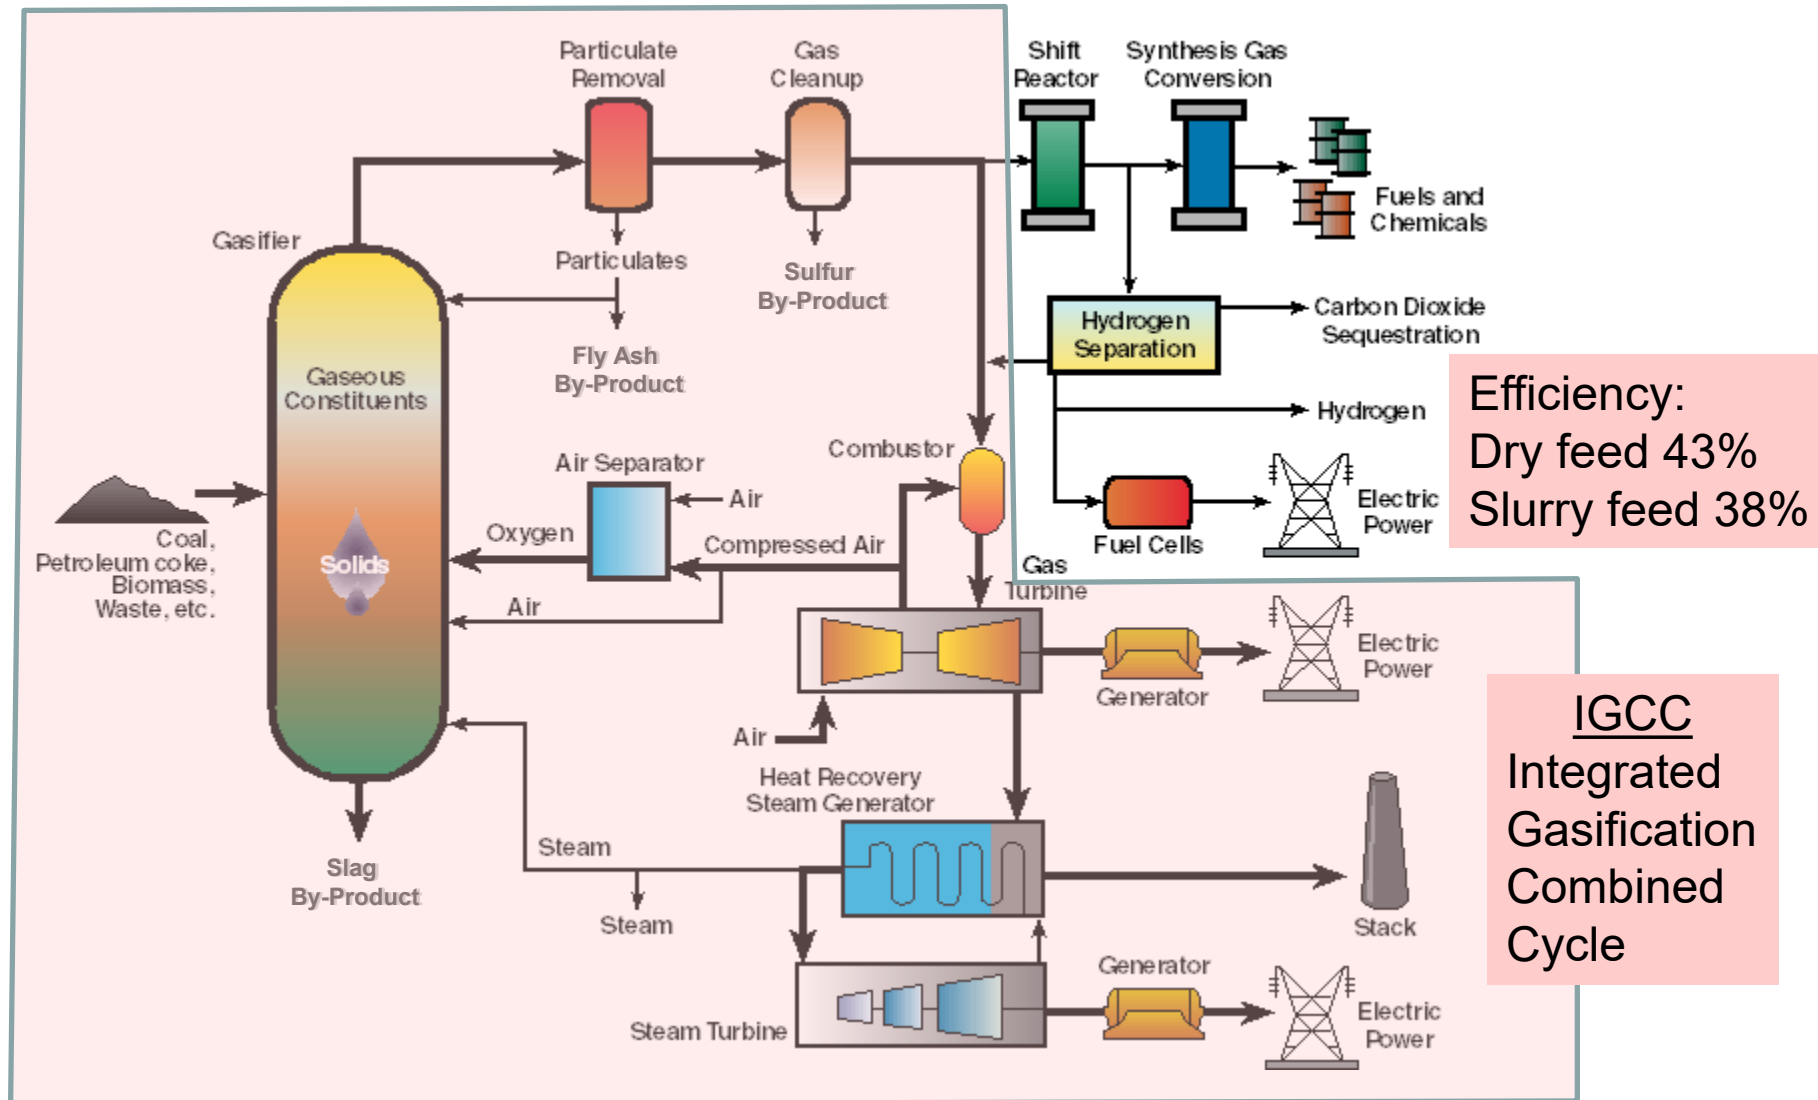 Particulate
Removal
Gas
Cleanup
Shift
Reactor
Synthesis Gas
Conversion
Gasifier
Particulates
Sulfur
By-Product
Fuels and
Chemicals
Fly Ash
By-Product
Hydrogen
Separation
Carbon Dioxide
Sequestration
Gaseous
Constituents
Hydrogen
Efficiency:
Dry feed 43%
Slurry feed 38%
Combustor
Air Separator
Air
Electric
Power
Fuel Cells
Coal,
Petroleum coke,
Biomass,
Waste, etc.
Solids
Oxygen
Compressed Air
Air
Gas
Turbine
Electric
Power
Generator
Air
IGCC
Integrated
Gasification
Combined
Cycle
Heat Recovery
Steam Generator
Steam
Slag
By-Product
Steam
Stack
Steam Turbine
Generator
Electric
Power